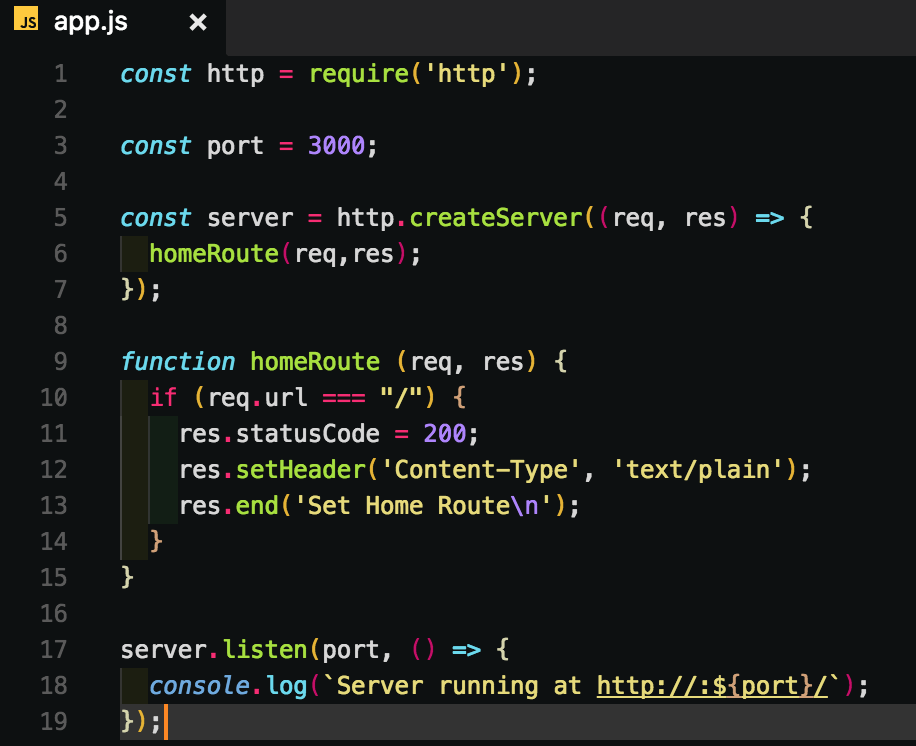 JS app.js ×
1 const http = require('http');
2
3 const port = 3000;
4
5 const server = http.createServer((req, res) => {
6   homeRoute(req,res);
7 });
8
9 function homeRoute (req, res) {
10   if (req.url === "/") {
11     res.statusCode = 200;
12     res.setHeader('Content-Type', 'text/plain');
13     res.end('Set Home Route\n');
14   }
15 }
16
17 server.listen(port, () => {
18   console.log(`Server running at http://:${port}/`);
19 });